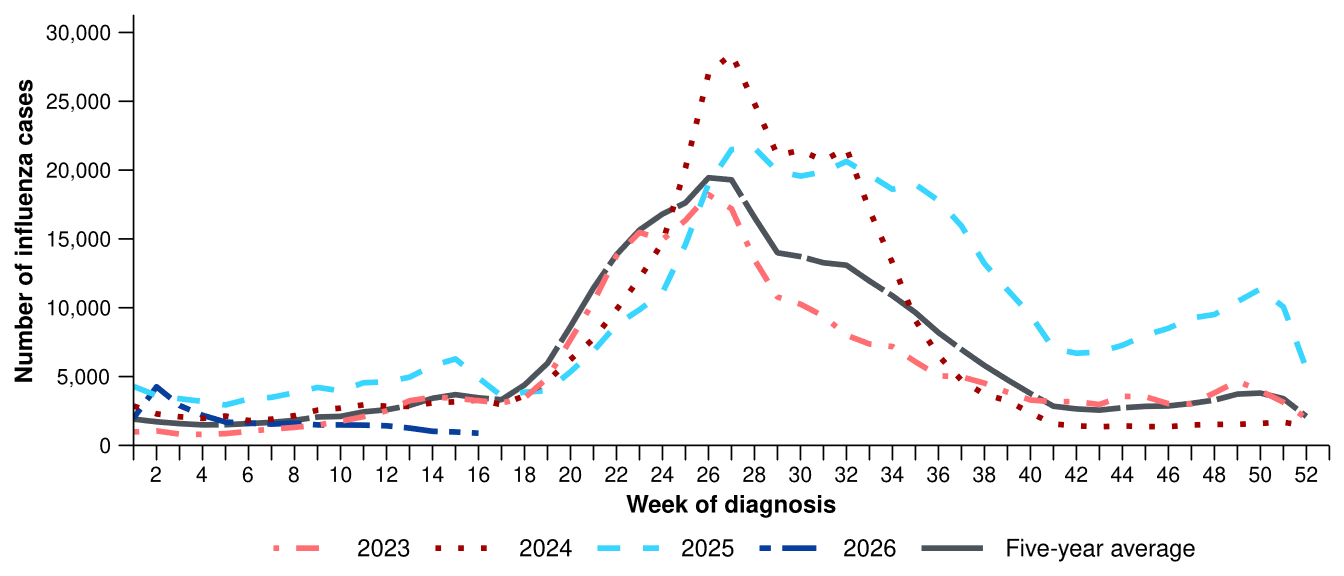 Number of influenza cases
30,000
25,000
20,000
15,000
10,000
5,000
0
2 4 6 8 10 12 14 16 18 20 22 24 26 28 30 32 34 36 38 40 42 44 46 48 50 52
Week of diagnosis
2023 2024 2025 2026 Five-year average